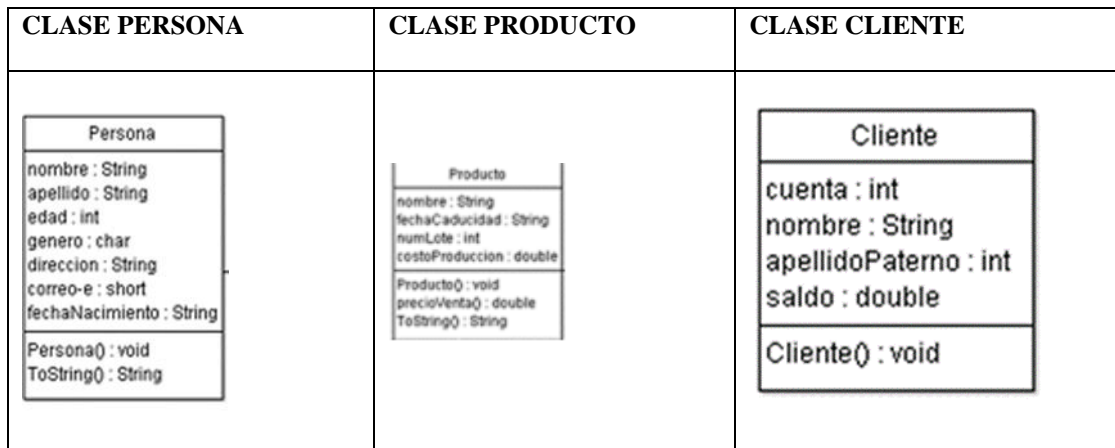 CLASE PERSONA
CLASE PRODUCTO
CLASE CLIENTE
Persona
nombre : String
apellido : String
edad : int
genero : char
direccion : String
correo-e : short
fechaNacimiento : String
Persona() : void
ToString() : String
Producto
nombre : String
fechaCaducidad : String
numLote : int
costoProduccion : double
Producto() : void
precioVenta() : double
ToString() : String
Cliente
cuenta : int
nombre : String
apellidoPaterno : int
saldo : double
Cliente() : void